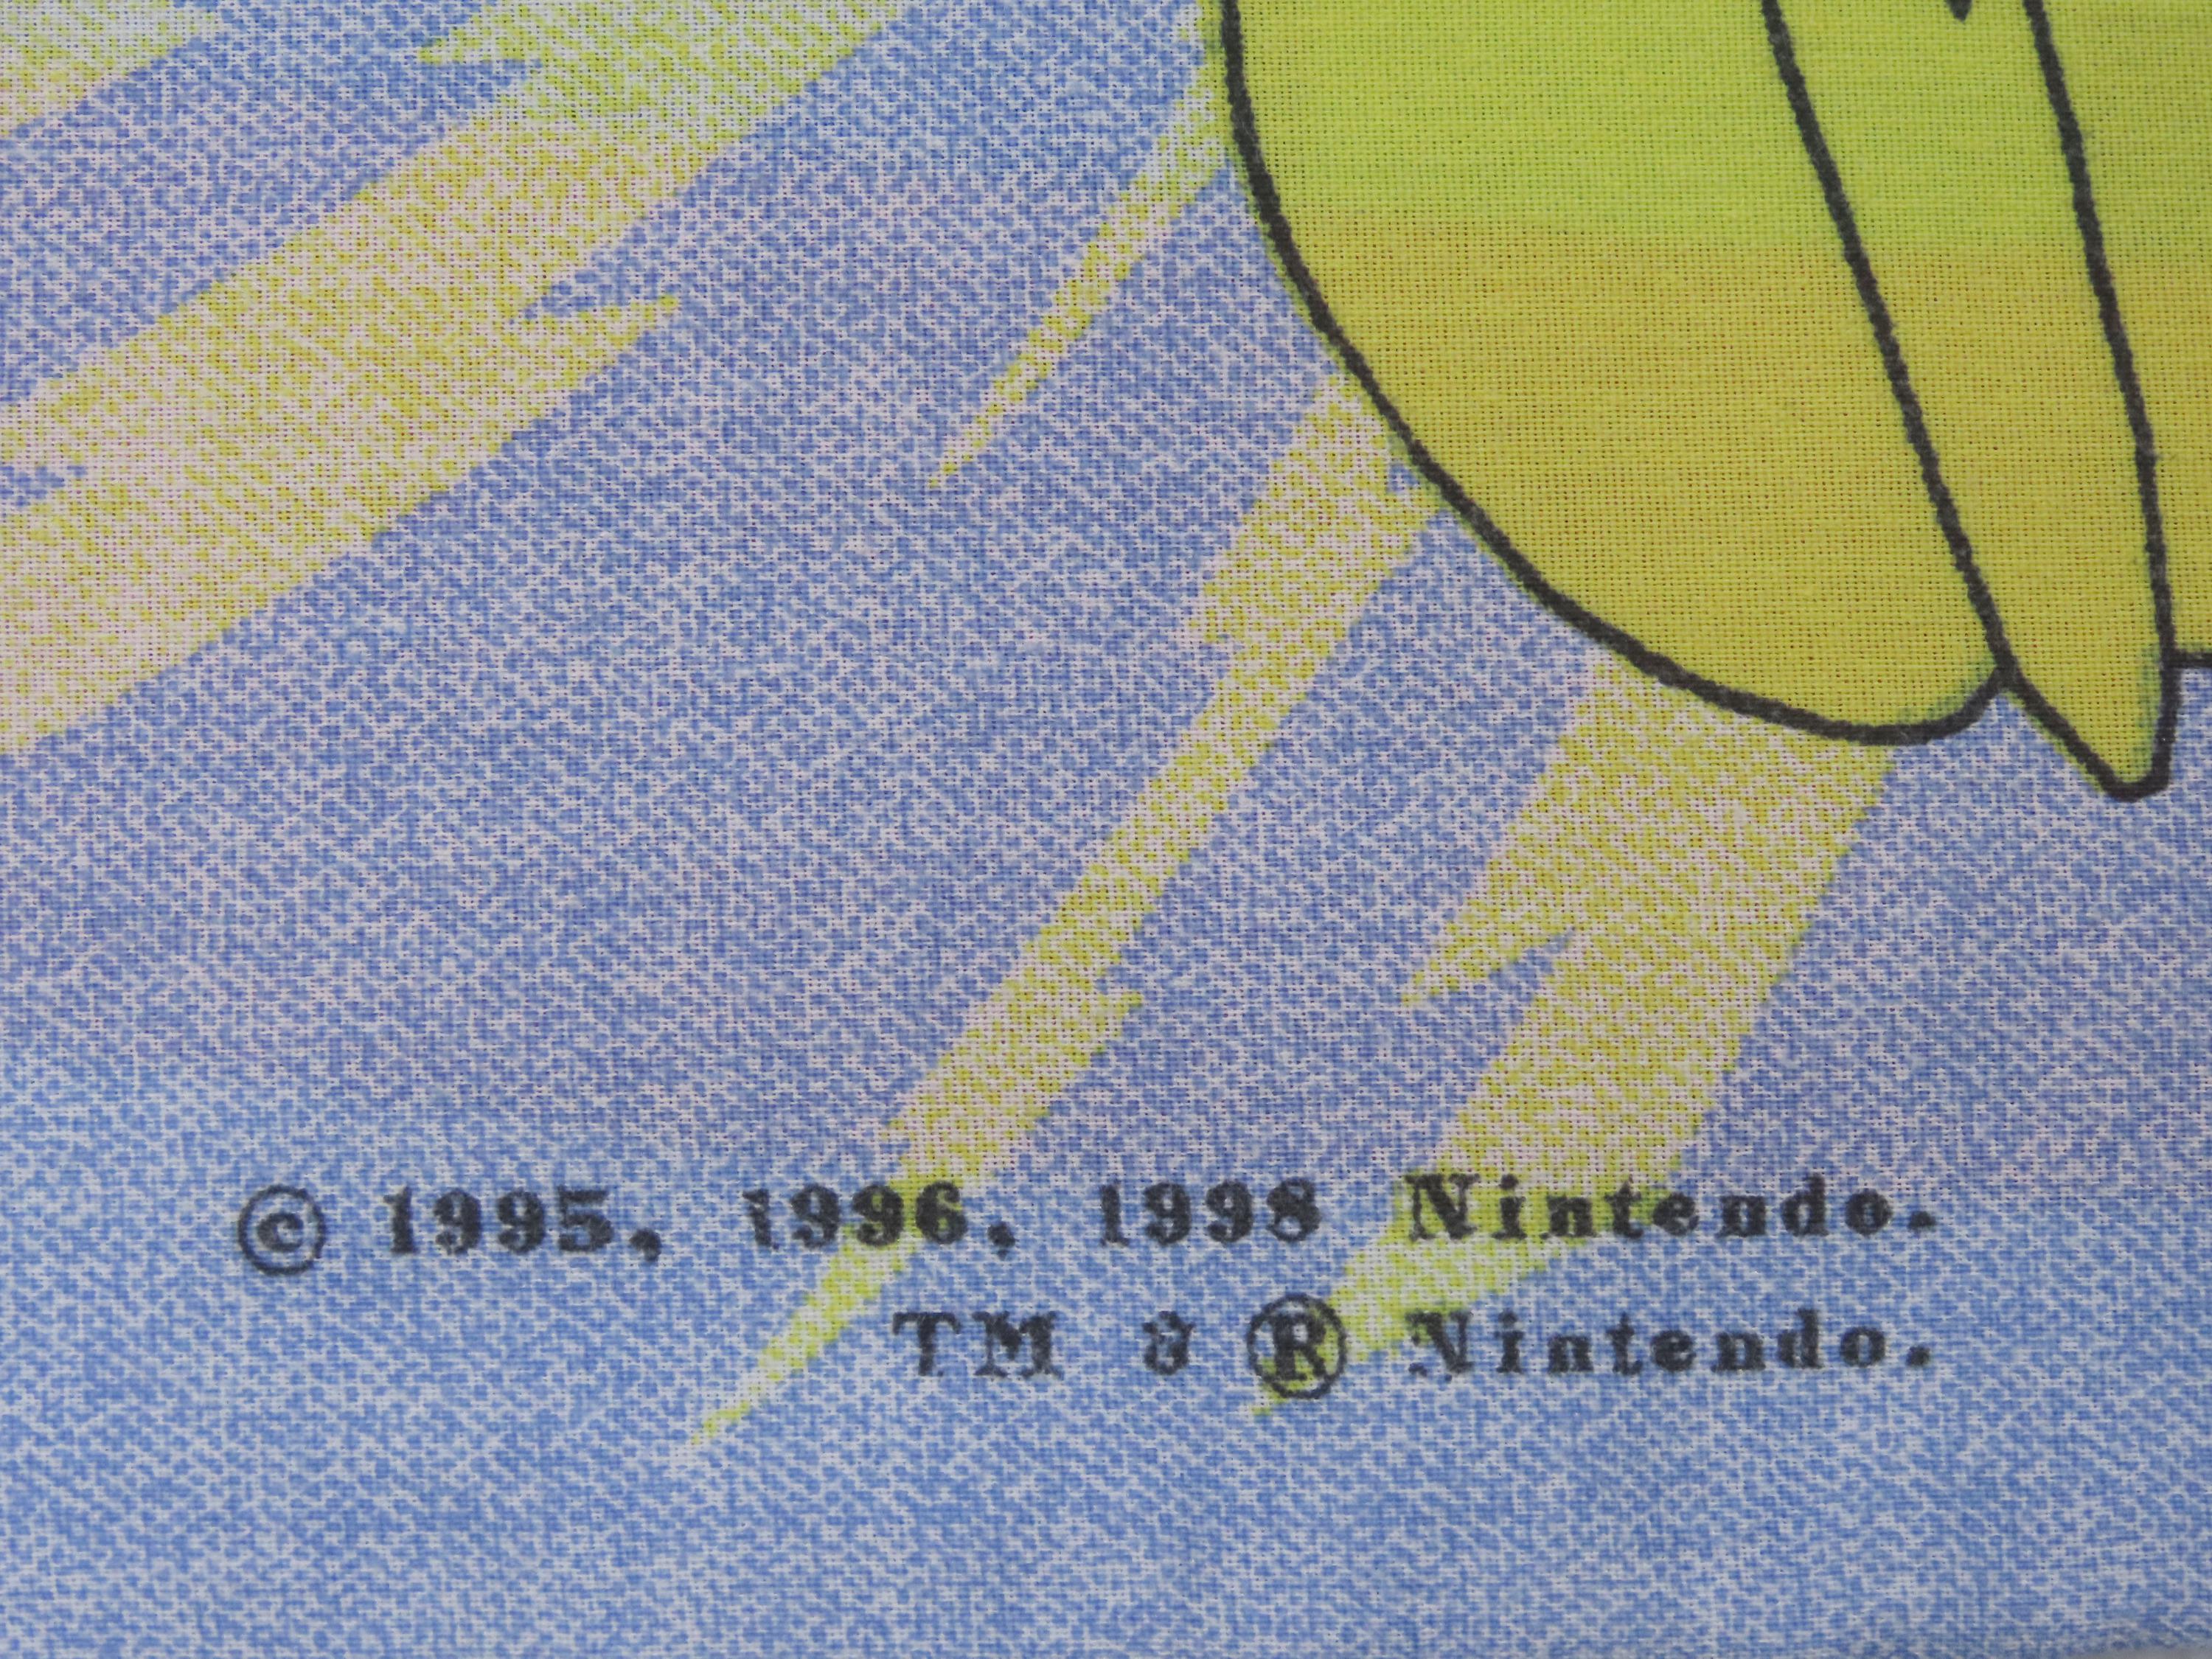 © 1995, 1996, 1998 Nintendo.
TM & ® Nintendo.